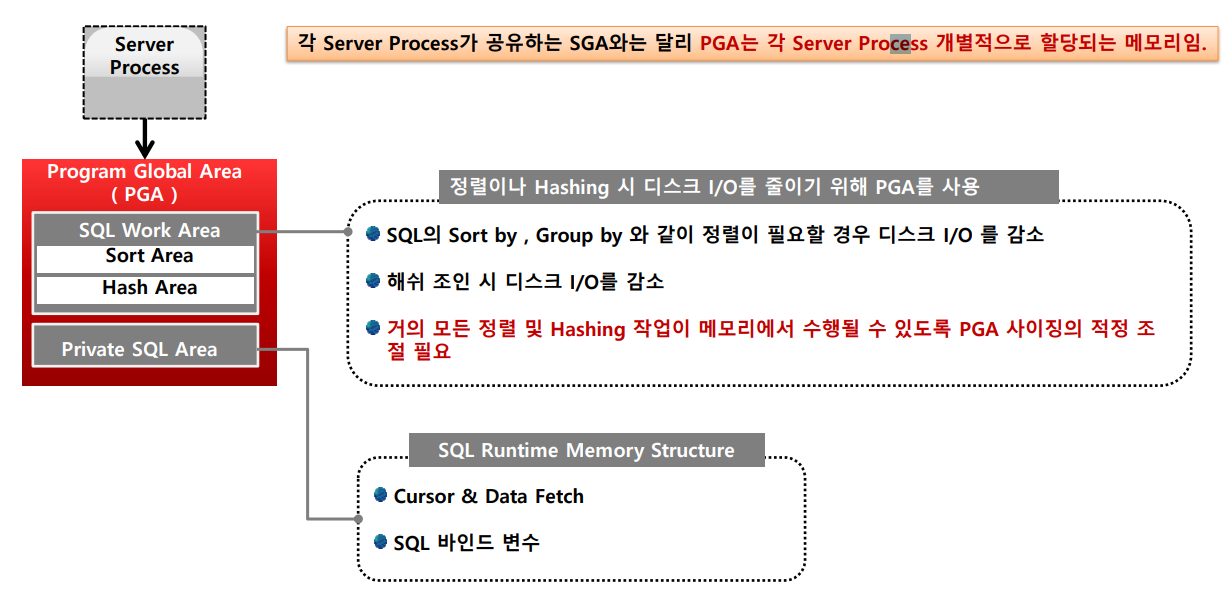 Server
Process
각 Server Process가 공유하는 SGA와는 달리 PGA는 각 Server Process 개별적으로 할당되는 메모리임.
Program Global Area
( PGA )
SQL Work Area
Sort Area
Hash Area
Private SQL Area
정렬이나 Hashing 시 디스크 I/O를 줄이기 위해 PGA를 사용
SQL의 Sort by , Group by 와 같이 정렬이 필요할 경우 디스크 I/O 를 감소
해쉬 조인 시 디스크 I/O를 감소
거의 모든 정렬 및 Hashing 작업이 메모리에서 수행될 수 있도록 PGA 사이징의 적정 조
절 필요
SQL Runtime Memory Structure
Cursor & Data Fetch
SQL 바인드 변수